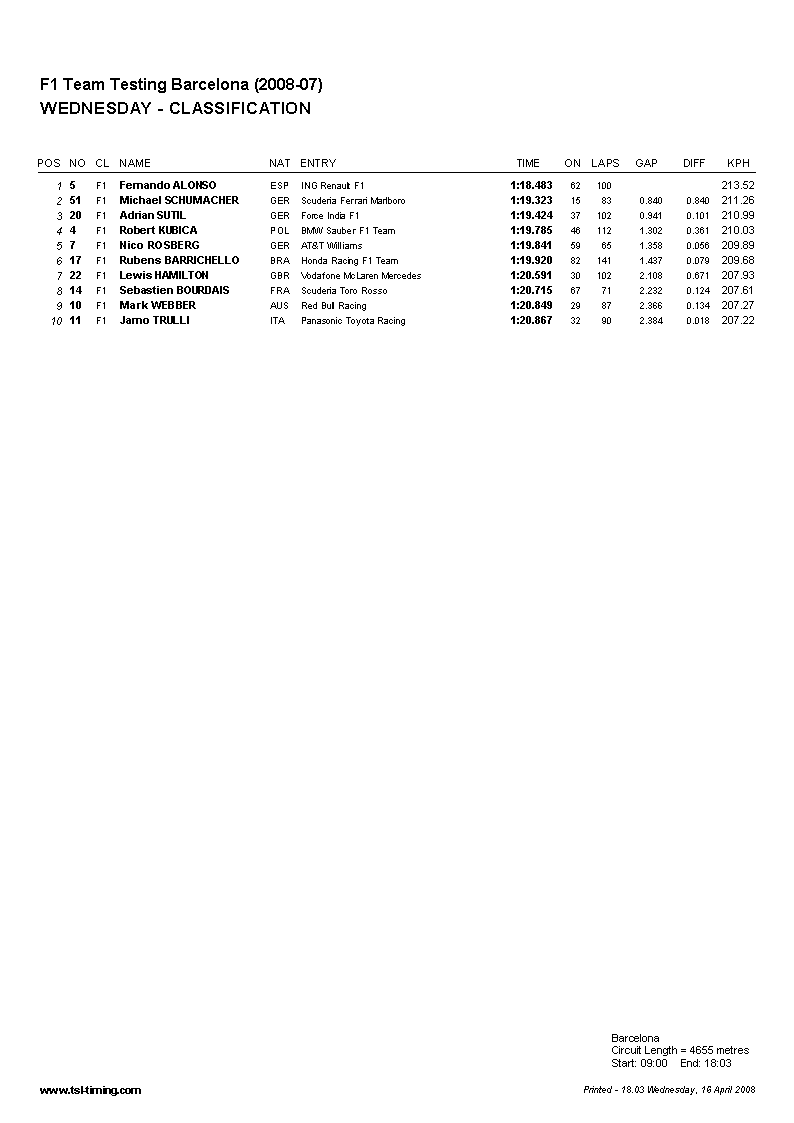 F1 Team Testing Barcelona (2008-07)
WEDNESDAY - CLASSIFICATION
POS NO CL NAME NAT ENTRY TIME ON LAPS GAP DIFF KPH
1 5 F1 Fernando ALONSO ESP ING Renault F1 1:18.483 62 100 213.52
2 51 F1 Michael SCHUMACHER GER Scuderia Ferrari Marlboro 1:19.323 15 83 0.840 0.840 211.26
3 20 F1 Adrian SUTIL GER Force India F1 1:19.424 37 102 0.941 0.101 210.99
4 4 F1 Robert KUBICA POL BMW Sauber F1 Team 1:19.785 46 112 1.302 0.361 210.03
5 7 F1 Nico ROSBERG GER AT&T Williams 1:19.841 59 65 1.358 0.056 209.89
6 17 F1 Rubens BARRICHELLO BRA Honda Racing F1 Team 1:19.920 82 141 1.437 0.079 209.68
7 22 F1 Lewis HAMILTON GBR Vodafone McLaren Mercedes 1:20.591 30 102 2.108 0.671 207.93
8 14 F1 Sebastien BOURDAIS FRA Scuderia Toro Rosso 1:20.715 67 71 2.232 0.124 207.61
9 10 F1 Mark WEBBER AUS Red Bull Racing 1:20.849 29 87 2.366 0.134 207.27
10 11 F1 Jarno TRULLI ITA Panasonic Toyota Racing 1:20.867 32 90 2.384 0.018 207.22
Barcelona
Circuit Length = 4655 metres
Start: 09:00 End: 18:03
www.tsl-timing.com Printed - 18.03 Wednesday, 16 April 2008